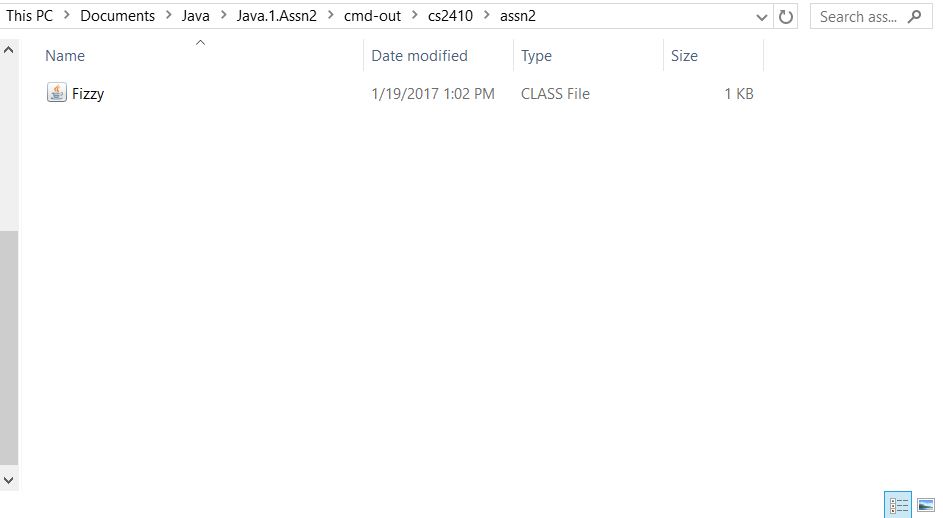 This PC > Documents > Java > Java.1.Assn2 > cmd-out > cs2410 > assn2 Search ass...
Name Date modified Type Size
Fizzy 1/19/2017 1:02 PM CLASS File 1 KB